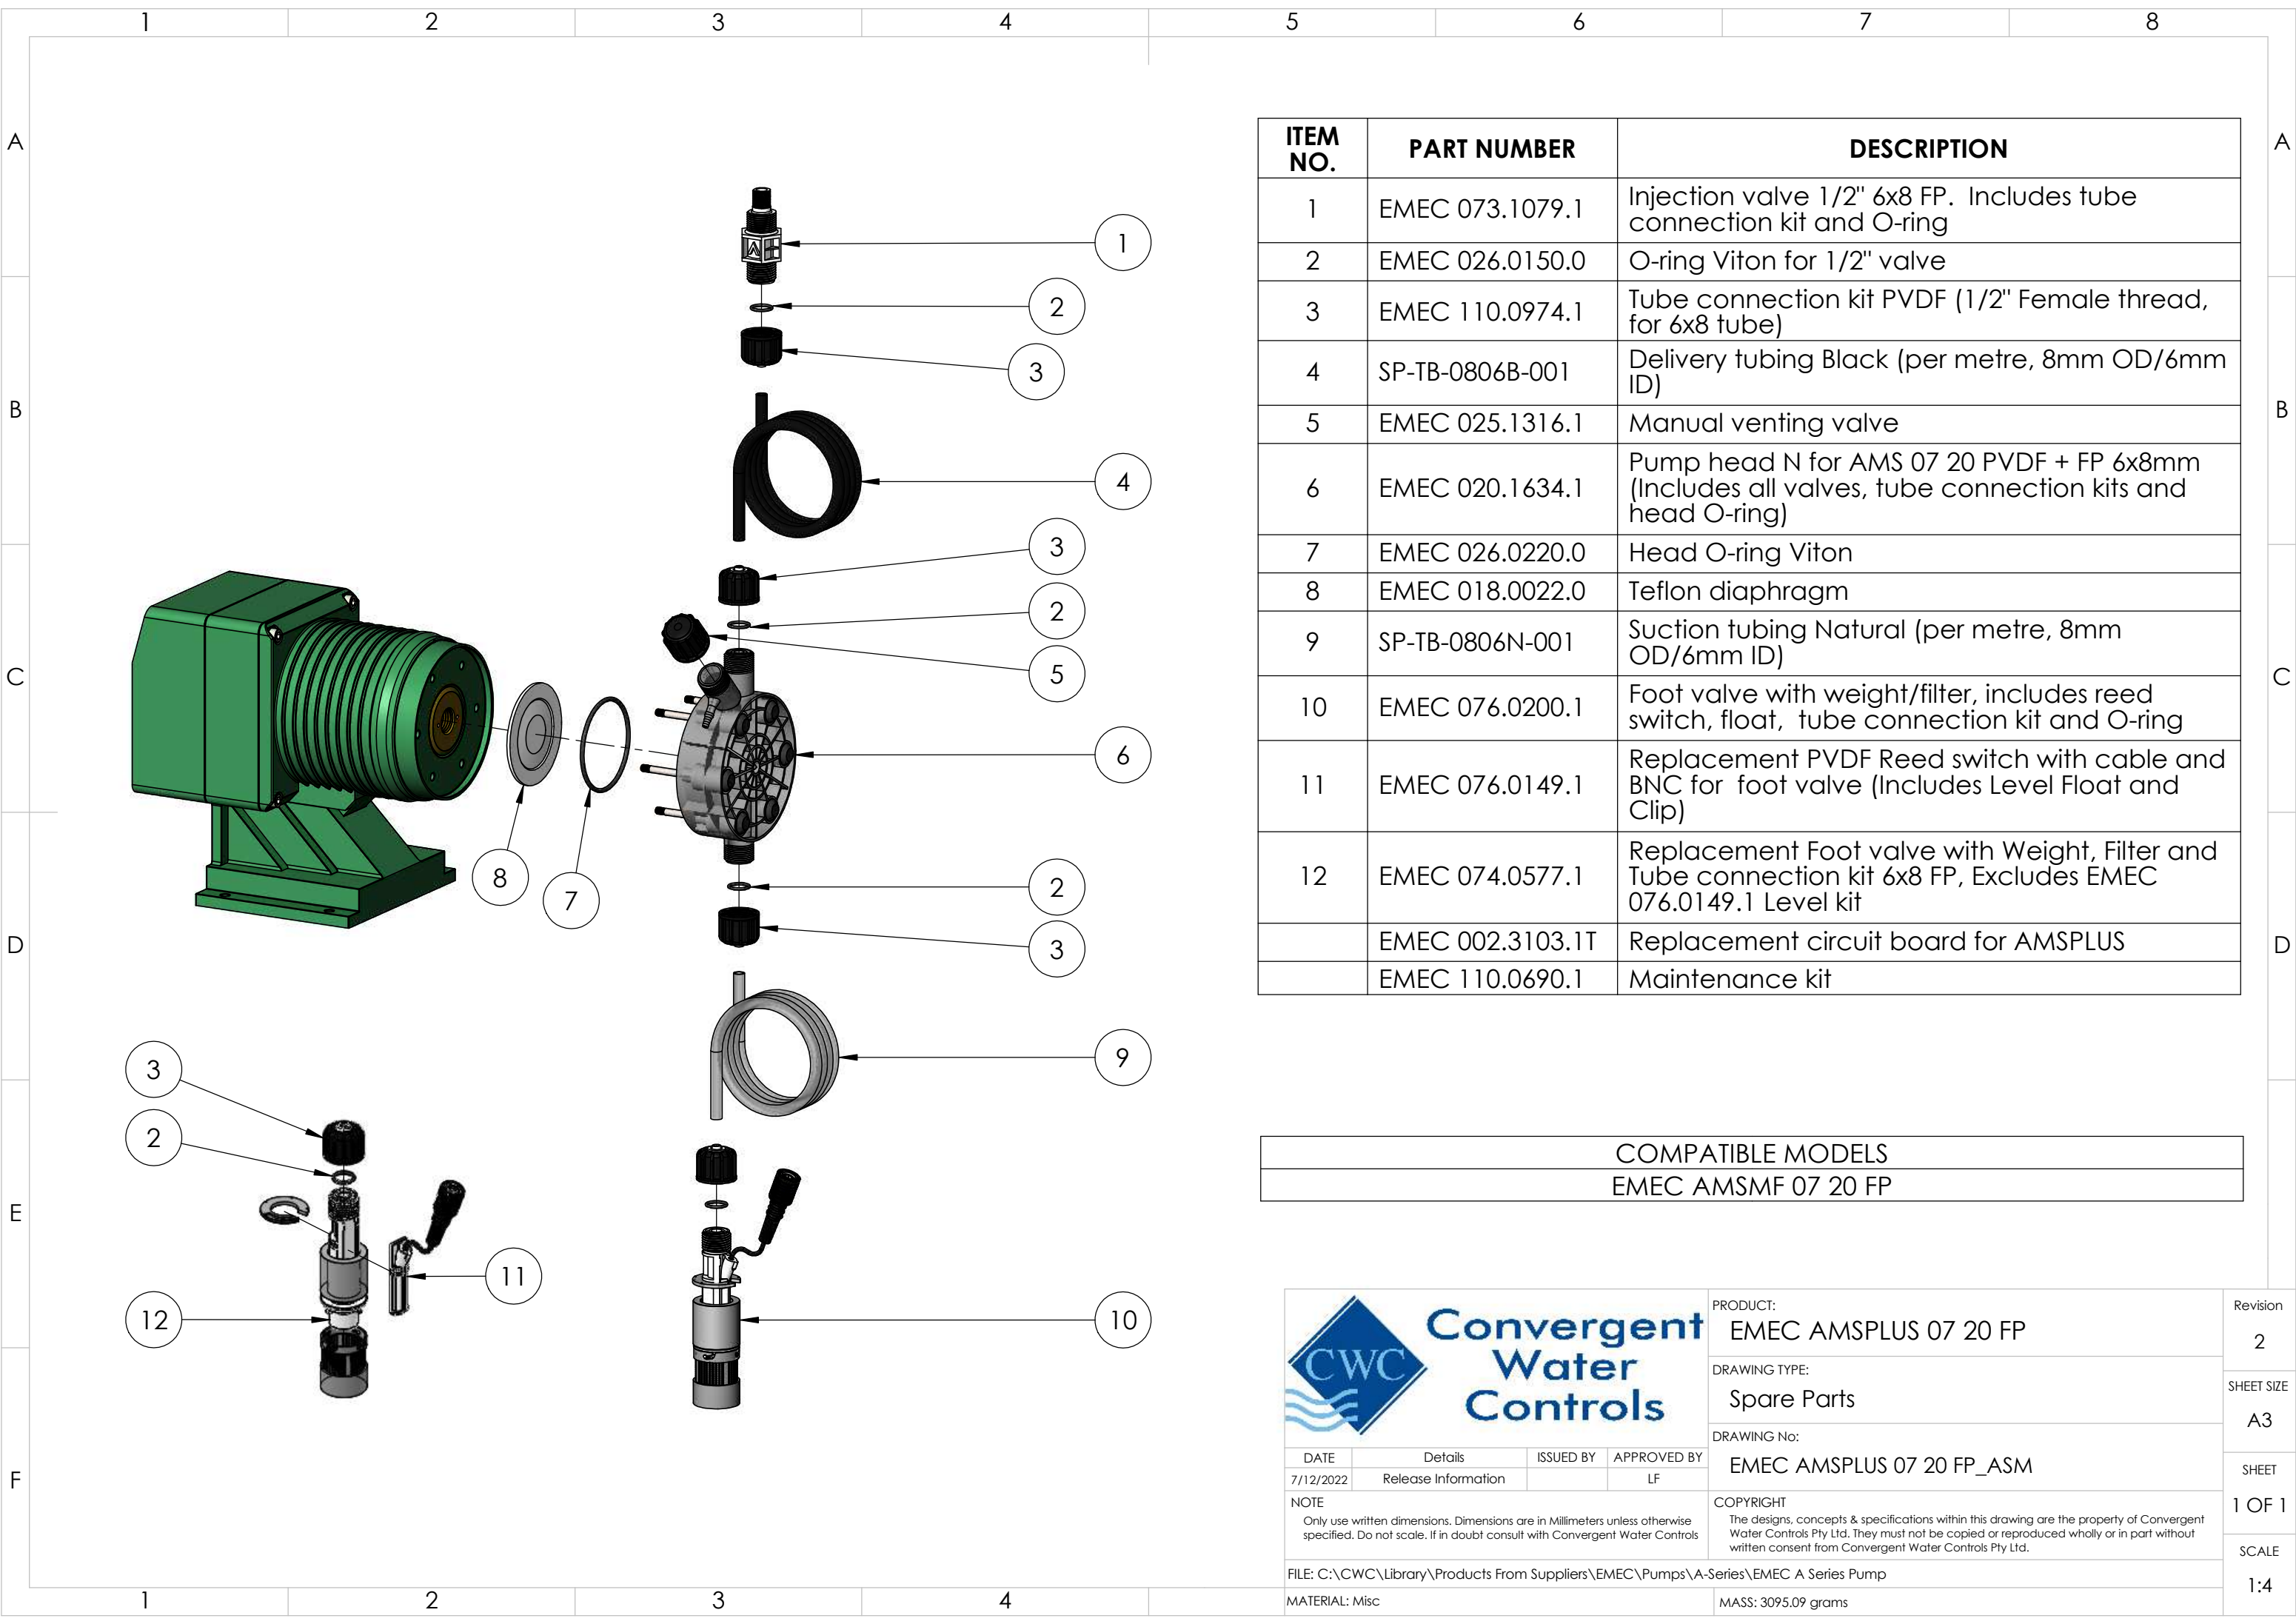 1 2 3 4 5 6 7 8
A A
B B
C C
D D
E E
F
1
2
3
4
3
2
5
6
8
7
2
3
9
3
2
11
12
10
ITEM NO. PART NUMBER DESCRIPTION
1 EMEC 073.1079.1 Injection valve 1/2" 6x8 FP. Includes tube
connection kit and O-ring
2 EMEC 026.0150.0 O-ring Viton for 1/2" valve
3 EMEC 110.0974.1 Tube connection kit PVDF (1/2" Female thread,
for 6x8 tube)
4 SP-TB-0806B-001 Delivery tubing Black (per metre, 8mm OD/6mm
ID)
5 EMEC 025.1316.1 Manual venting valve
6 EMEC 020.1634.1 Pump head N for AMS 07 20 PVDF + FP 6x8mm
(Includes all valves, tube connection kits and
head O-ring)
7 EMEC 026.0220.0 Head O-ring Viton
8 EMEC 018.0022.0 Teflon diaphragm
9 SP-TB-0806N-001 Suction tubing Natural (per metre, 8mm
OD/6mm ID)
10 EMEC 076.0200.1 Foot valve with weight/filter, includes reed
switch, float, tube connection kit and O-ring
11 EMEC 076.0149.1 Replacement PVDF Reed switch with cable and
BNC for foot valve (Includes Level Float and
Clip)
12 EMEC 074.0577.1 Replacement Foot valve with Weight, Filter and
Tube connection kit 6x8 FP, Excludes EMEC
076.0149.1 Level kit
EMEC 002.3103.1T Replacement circuit board for AMSPLUS
EMEC 110.0690.1 Maintenance kit
COMPATIBLE MODELS
EMEC AMSMF 07 20 FP
CWC
Convergent
Water
Controls
DATE Details ISSUED BY APPROVED BY
7/12/2022 Release Information LF
NOTE
Only use written dimensions. Dimensions are in Millimeters unless otherwise
specified. Do not scale. If in doubt consult with Convergent Water Controls
PRODUCT:
EMEC AMSPLUS 07 20 FP
DRAWING TYPE:
Spare Parts
DRAWING No:
EMEC AMSPLUS 07 20 FP_ASM
COPYRIGHT
The designs, concepts & specifications within this drawing are the property of Convergent
Water Controls Pty Ltd. They must not be copied or reproduced wholly or in part without
written consent from Convergent Water Controls Pty Ltd.
Revision
2
SHEET SIZE
A3
SHEET
1 OF 1
SCALE
1:4
FILE: C:\CWC\Library\Products From Suppliers\EMEC\Pumps\A-Series\EMEC A Series Pump
MATERIAL: Misc MASS: 3095.09 grams
1 2 3 4